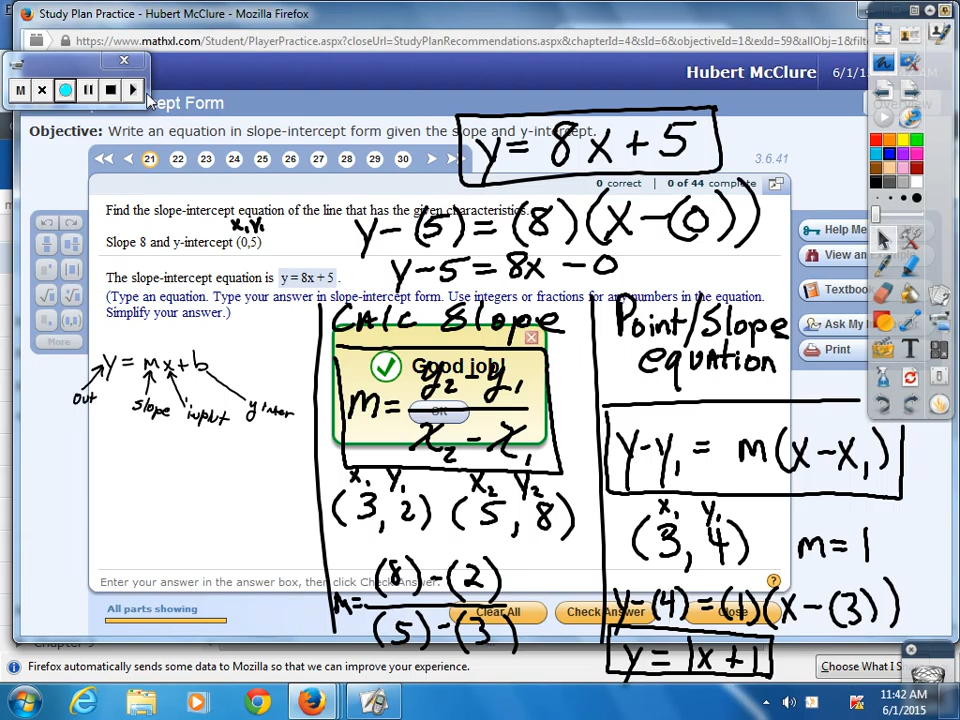 Study Plan Practice - Hubert McClure - Mozilla Firefox
https://www.mathxl.com/Student/PlayerPractice.aspx?closeUrl=StudyPlanRecommendations.aspx&chapterId=4&sId=6&objectiveId=1&exId=59&allObj=1&filte
Hubert McClure
6/1/1
M
cept Form
Overview
Objective: Write an equation in slope-intercept form given the slope and y-intercept.
y = 8x + 5
21 22 23 24 25 26 27 28 29 30
3.6.41
0 correct
0 of 44 complete
Find the slope-intercept equation of the line that has the given characteristics.
x₁ y₁
Slope 8 and y-intercept (0,5)
y - (5) = (8)(x - (0))
y - 5 = 8x - 0
The slope-intercept equation is y = 8x + 5 .
(Type an equation. Type your answer in slope-intercept form. Use integers or fractions for any numbers in the equation.
Simplify your answer.)
Help Me
View an Example
Textbook
Ask My
Print
More
y = mx + b
out
slope
input
y inter
CALC Slope
Good job!
OK
m = y₂ - y₁ / x₂ - x₁
x₁ y₁ x₂ y₂
(3, 2) (5, 8)
m = (8) - (2) / (5) - (3)
Point/Slope
equation
y - y₁ = m(x - x₁)
x₁ y₁
(3, 4) m = 1
y - (4) = (1)(x - (3))
y = 1x + 1
Enter your answer in the answer box, then click Check Answer.
?
All parts showing
Clear All
Check Answer
Close
Firefox automatically sends some data to Mozilla so that we can improve your experience.
Choose What I S
11:42 AM
6/1/2015